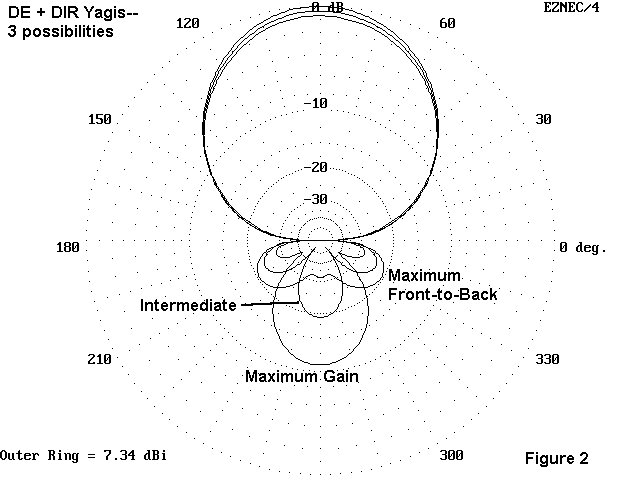 DE + DIR Yagis--
3 possibilities
0 dB
EZNEC/4
120
60
-10
150
30
-20
-30
180
0 deg.
Maximum
Front-to-Back
Intermediate
210
330
Maximum Gain
Outer Ring = 7.34 dBi
300
Figure 2